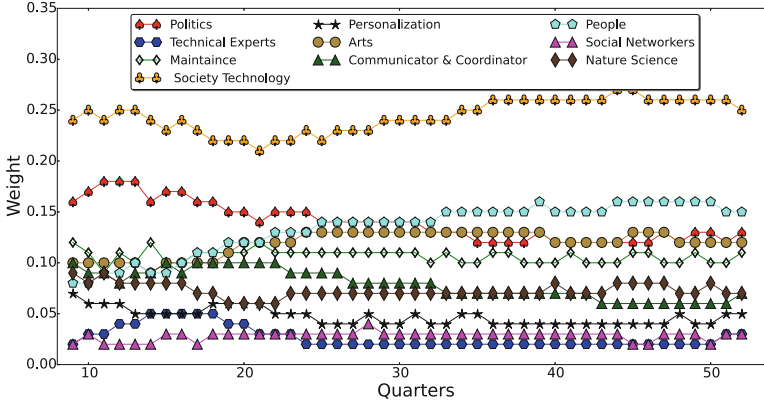 0.35
0.30
0.25
0.20
0.15
0.10
0.05
0.00
Weight
Politics
Technical Experts
Maintaince
Society Technology
Personalization
Arts
Communicator & Coordinator
People
Social Networkers
Nature Science
10
20
30
40
50
Quarters